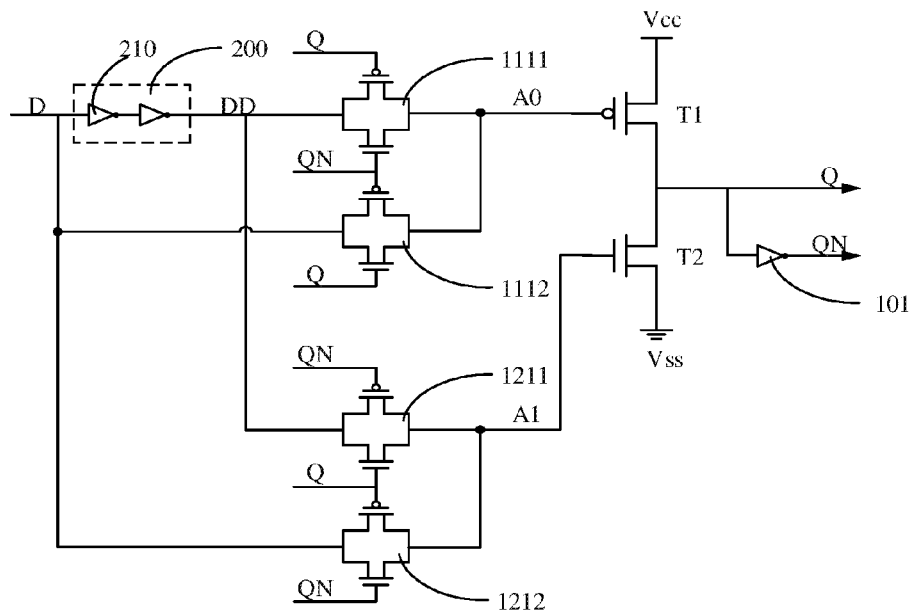 Vcc
210
200
Q
1111
D
DD
A0
T1
QN
Q
QN
T2
Q
1112
101
Vss
QN
1211
A1
Q
QN
1212